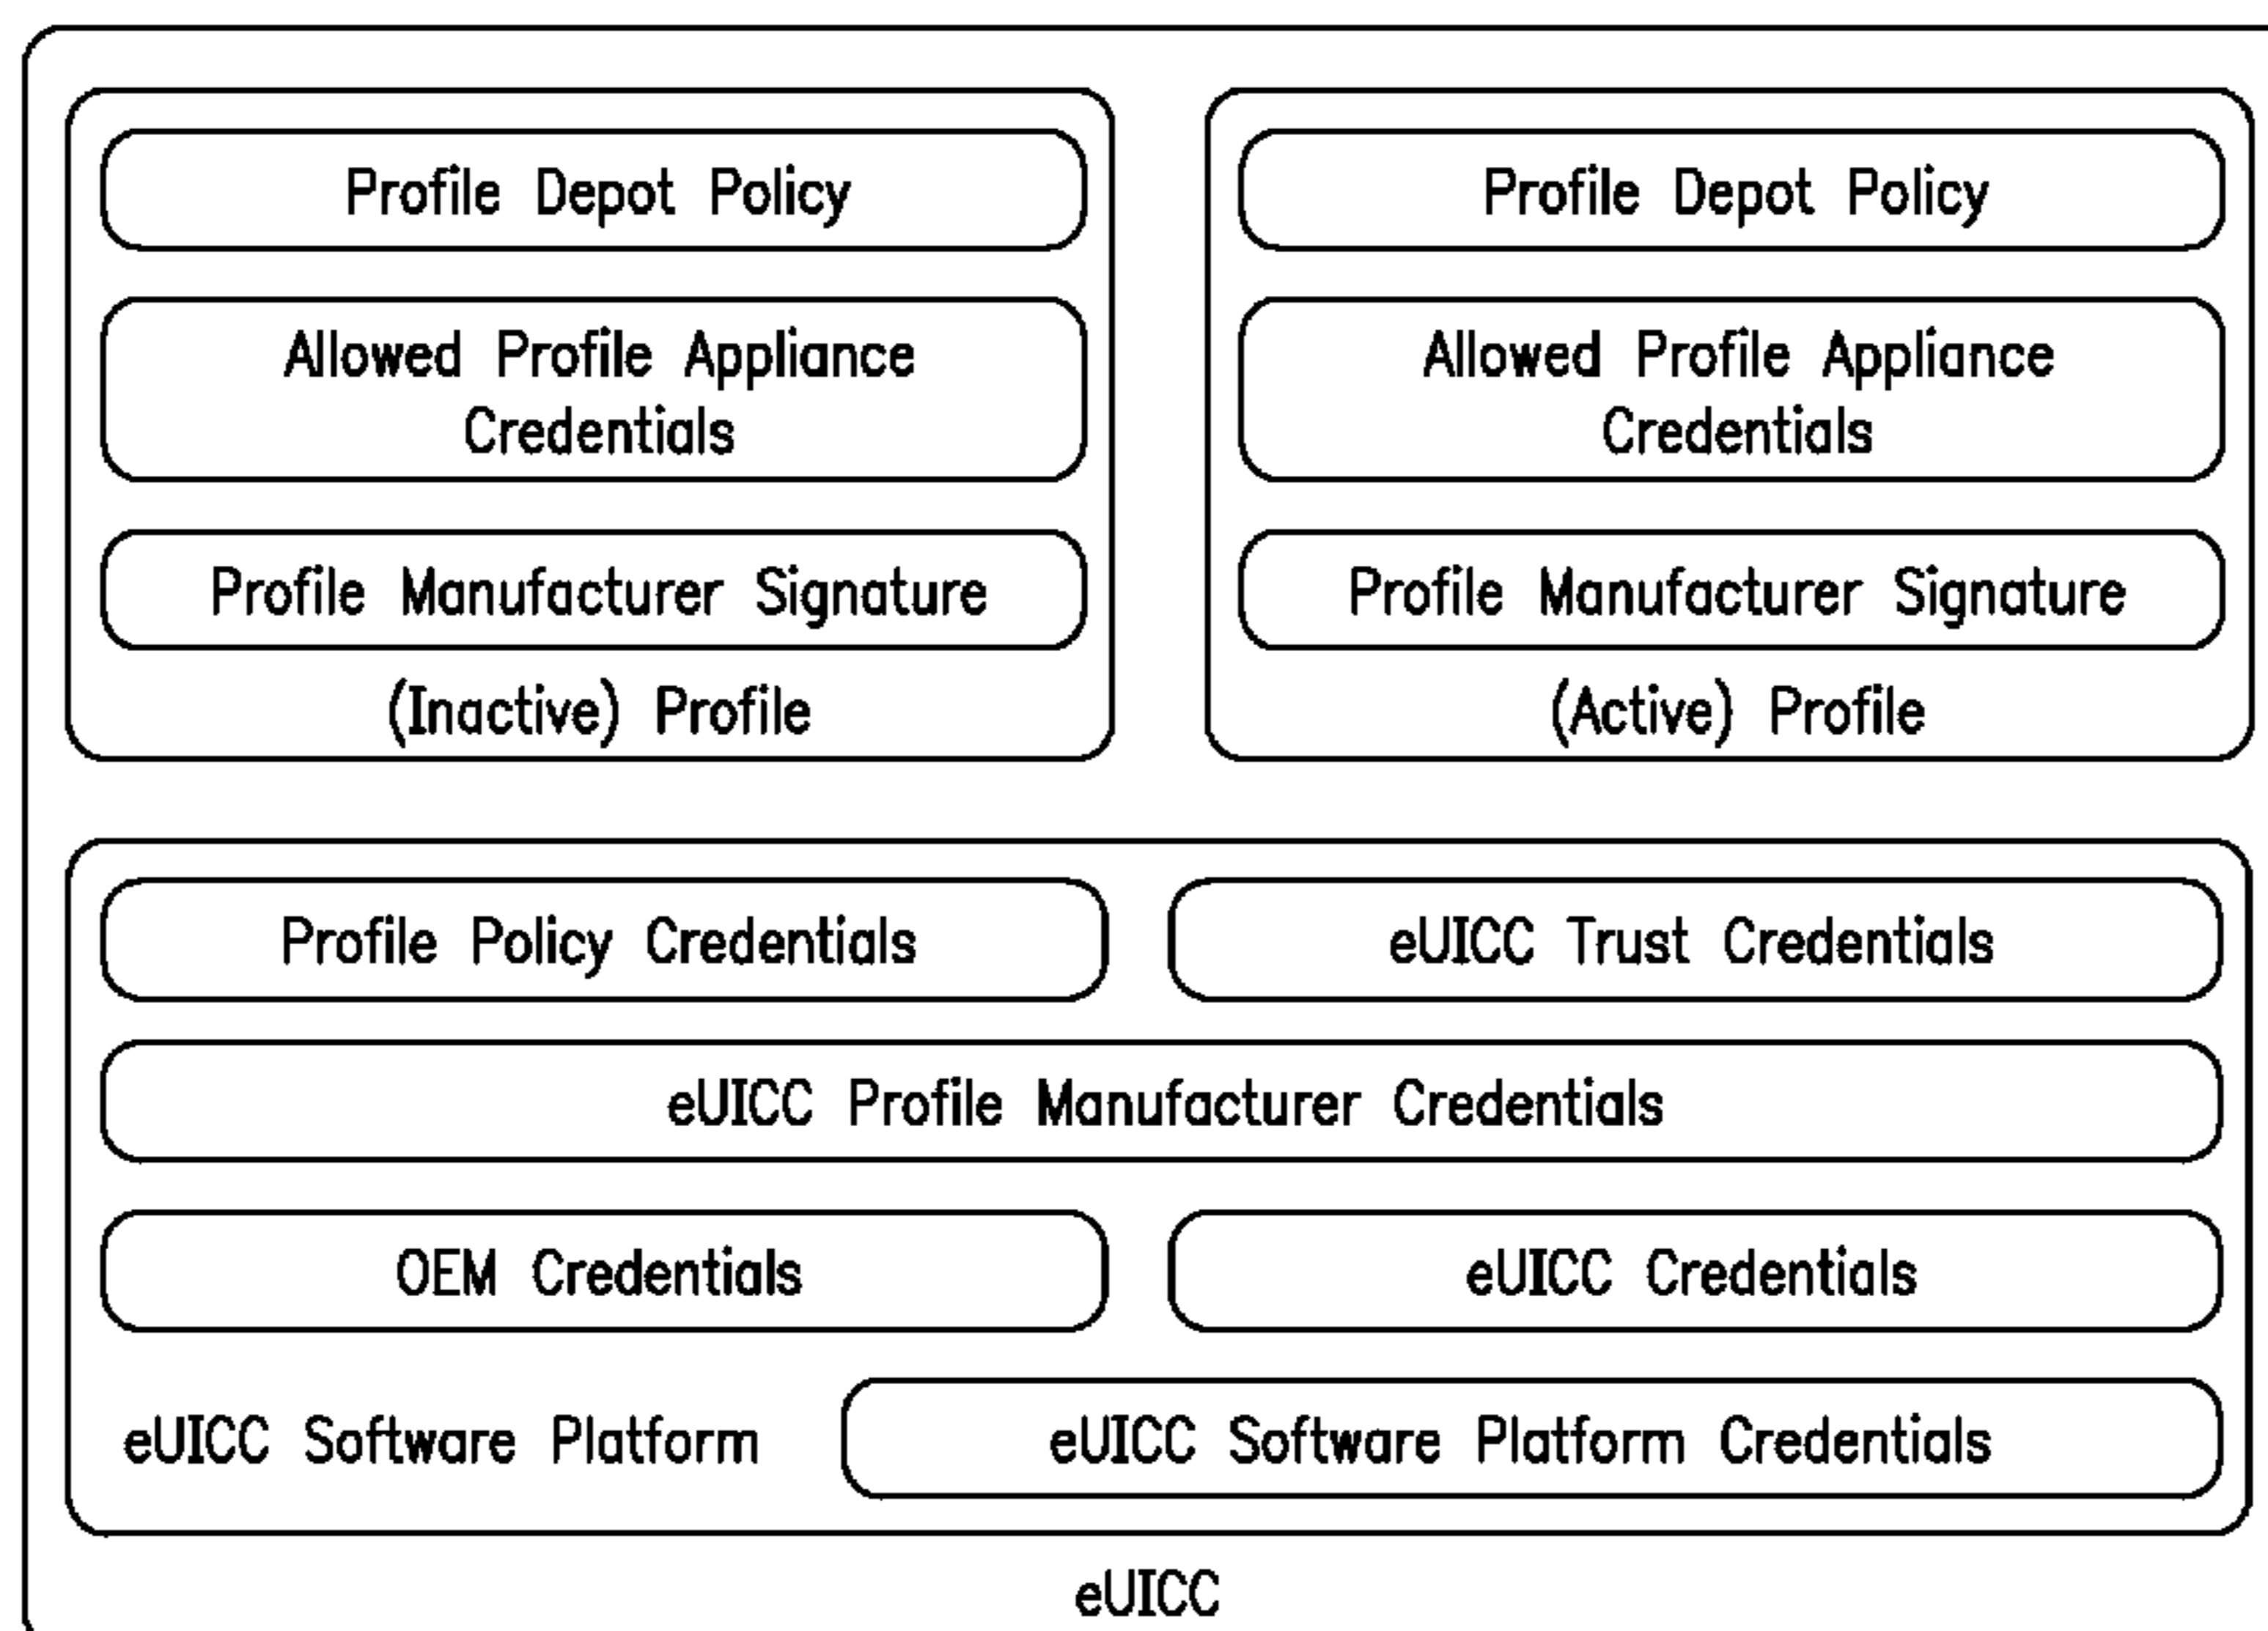 Profile Depot Policy
Allowed Profile Appliance
Credentials
Profile Manufacturer Signature
(Inactive) Profile
Profile Depot Policy
Allowed Profile Appliance
Credentials
Profile Manufacturer Signature
(Active) Profile
Profile Policy Credentials
eUICC Trust Credentials
eUICC Profile Manufacturer Credentials
OEM Credentials
eUICC Credentials
eUICC Software Platform
eUICC Software Platform Credentials
eUICC